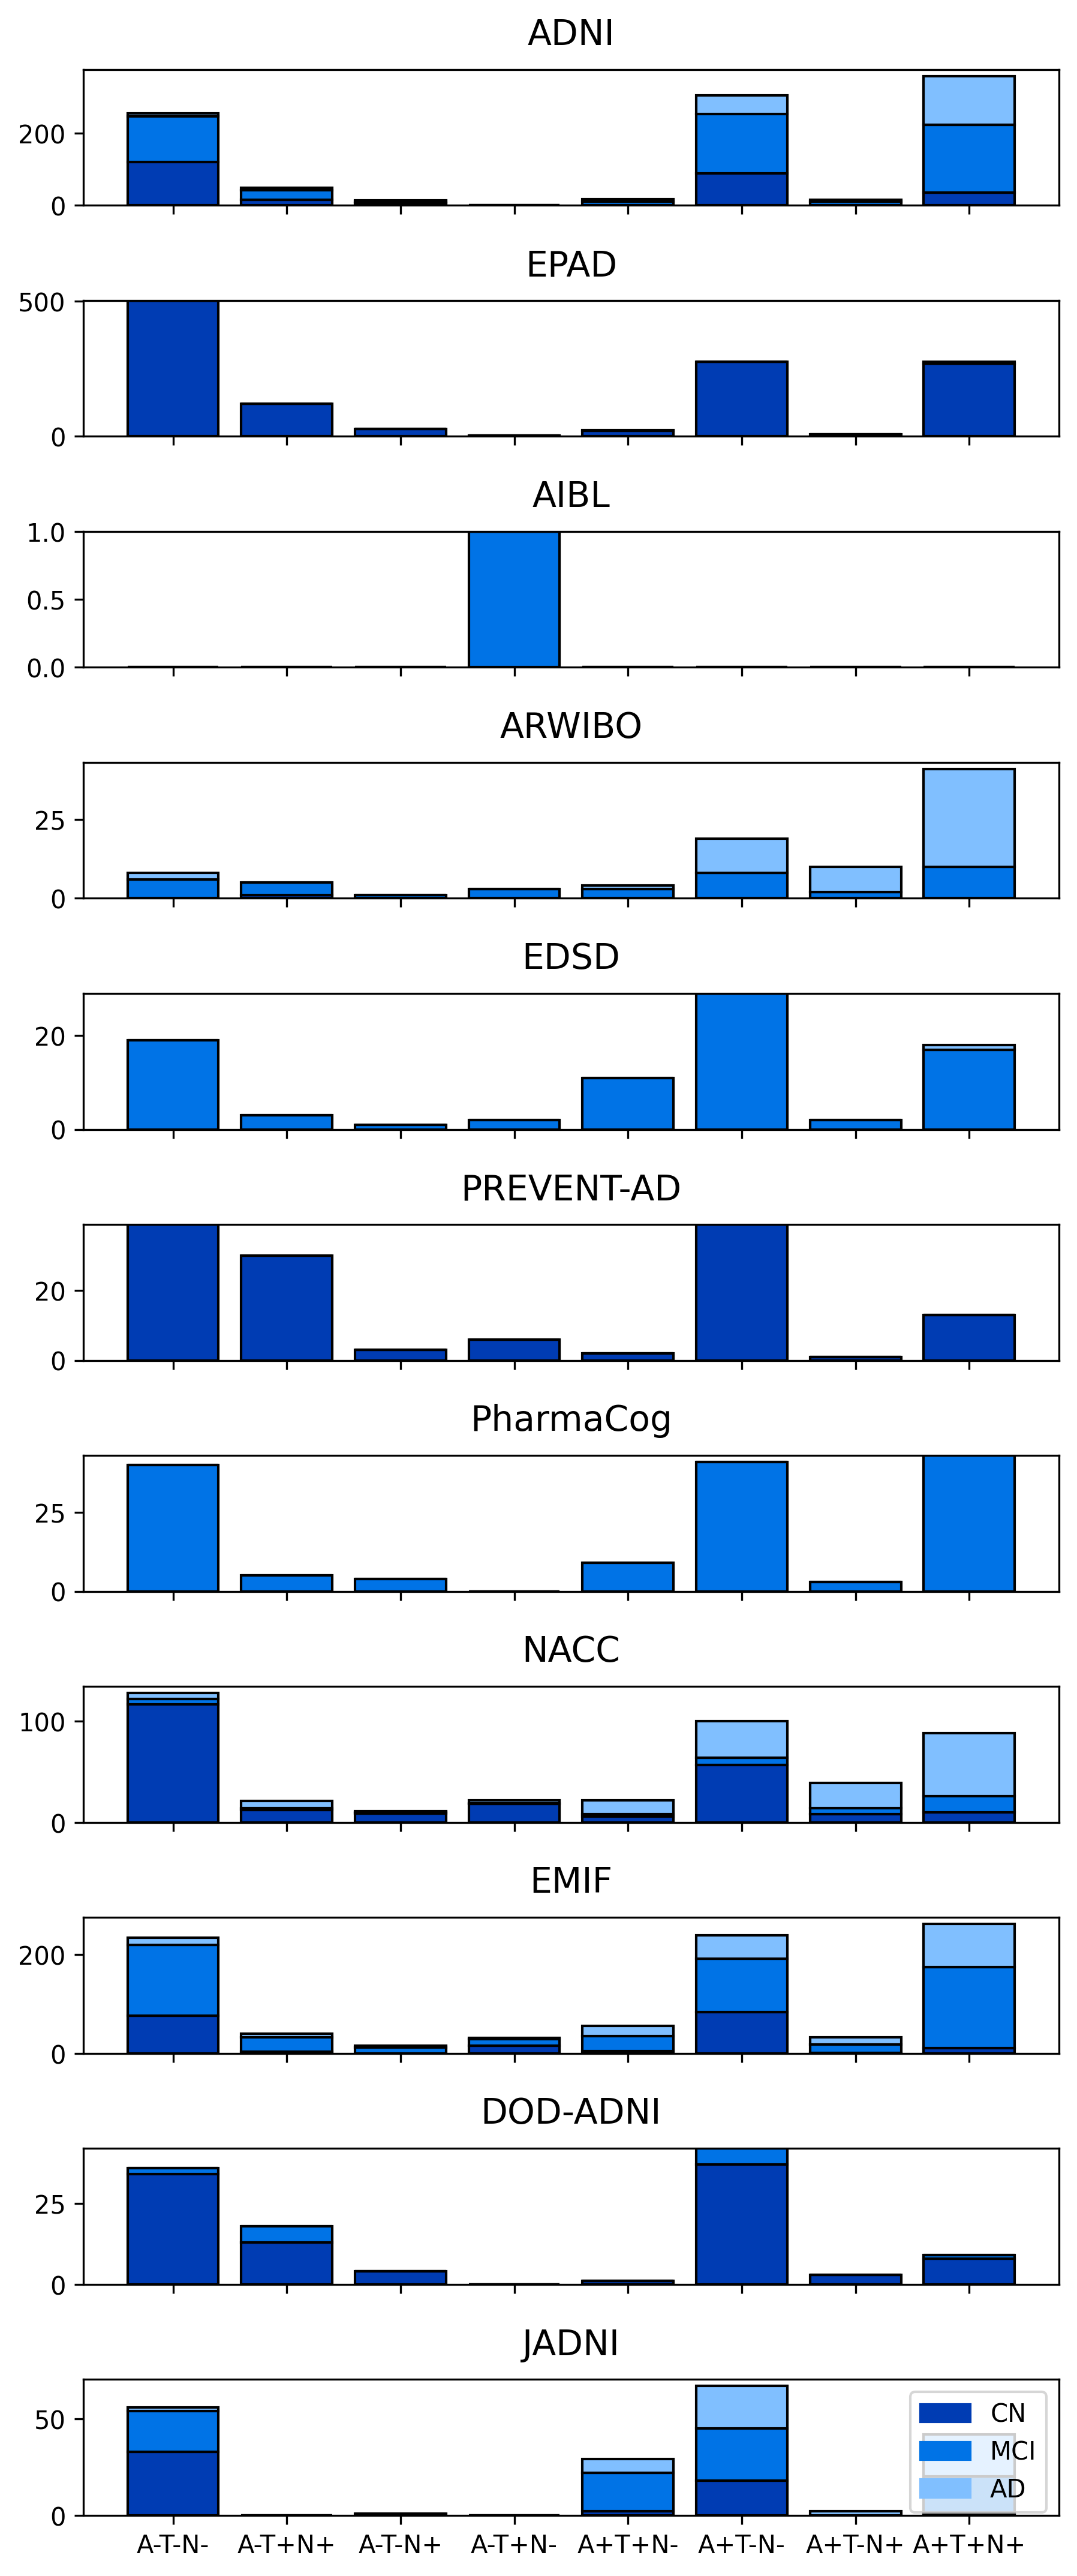 ADNI
200
0
EPAD
500
0
AIBL
1.0
0.5
0.0
ARWIBO
25
0
EDSD
20
0
PREVENT-AD
20
0
PharmaCog
25
0
NACC
100
0
EMIF
200
0
DOD-ADNI
25
0
JADNI
50
0
CN
MCI
AD
A-T-N- A-T+N+ A-T-N+ A-T+N- A+T+N- A+T-N- A+T-N+ A+T+N+